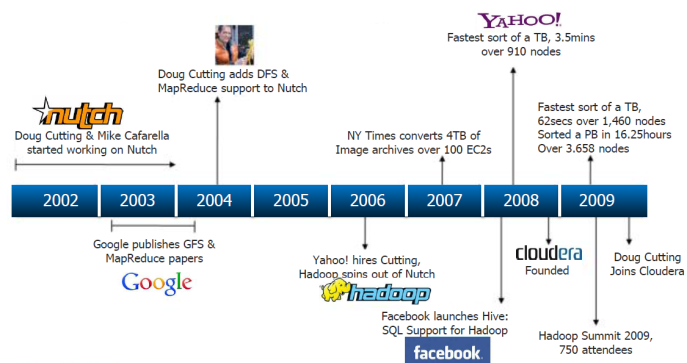 YAHOO!
Fastest sort of a TB, 3.5mins
over 910 nodes
Doug Cutting adds DFS &
MapReduce support to Nutch
nutch
Doug Cutting & Mike Cafarella
started working on Nutch
NY Times converts 4TB of
Image archives over 100 EC2s
Fastest sort of a TB,
62secs over 1,460 nodes
Sorted a PB in 16.25hours
Over 3.658 nodes
2002 2003 2004 2005 2006 2007 2008 2009
Google publishes GFS &
MapReduce papers
Google
Yahoo! hires Cutting,
Hadoop spins out of Nutch
hadoop
Facebook launches Hive:
SQL Support for Hadoop
facebook.
cloudera
Founded
Doug Cutting
Joins Cloudera
Hadoop Summit 2009,
750 attendees